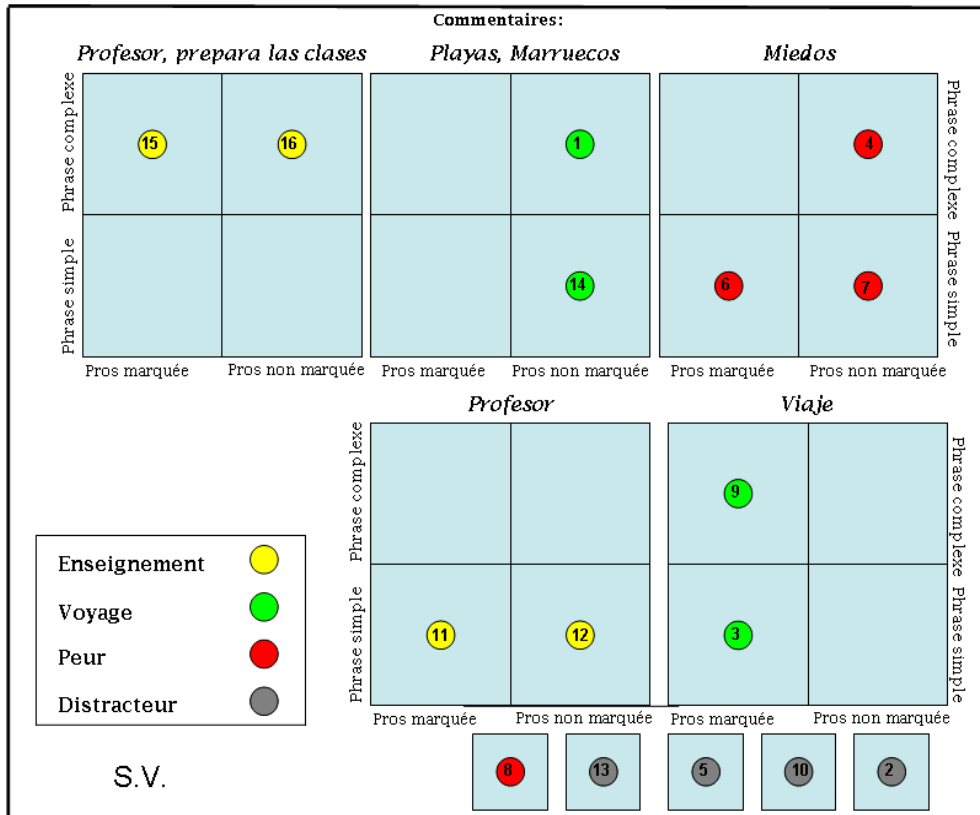 Commentaires:
Profesor, prepara las clases
Playas, Marruecos
Miedos
Phrase complexe
Phrase simple
15
16
1
14
4
6
7
Phrase complexe
Phrase simple
Pros marquée
Pros non marquée
Pros marquée
Pros non marquée
Pros marquée
Pros non marquée
Profesor
Viaje
Phrase complexe
Phrase simple
11
12
9
3
Phrase complexe
Phrase simple
Pros marquée
Pros non marquée
Pros marquée
Pros non marquée
Enseignement
Voyage
Peur
Distracteur
S.V.
8
13
5
10
2